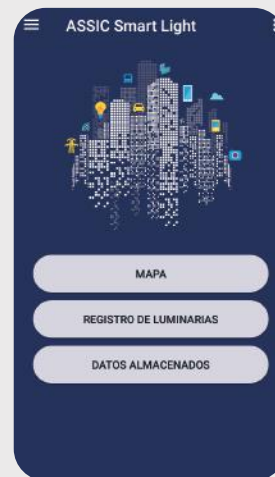 ASSIC Smart Light
MAPA
REGISTRO DE LUMINARIAS
DATOS ALMACENADOS